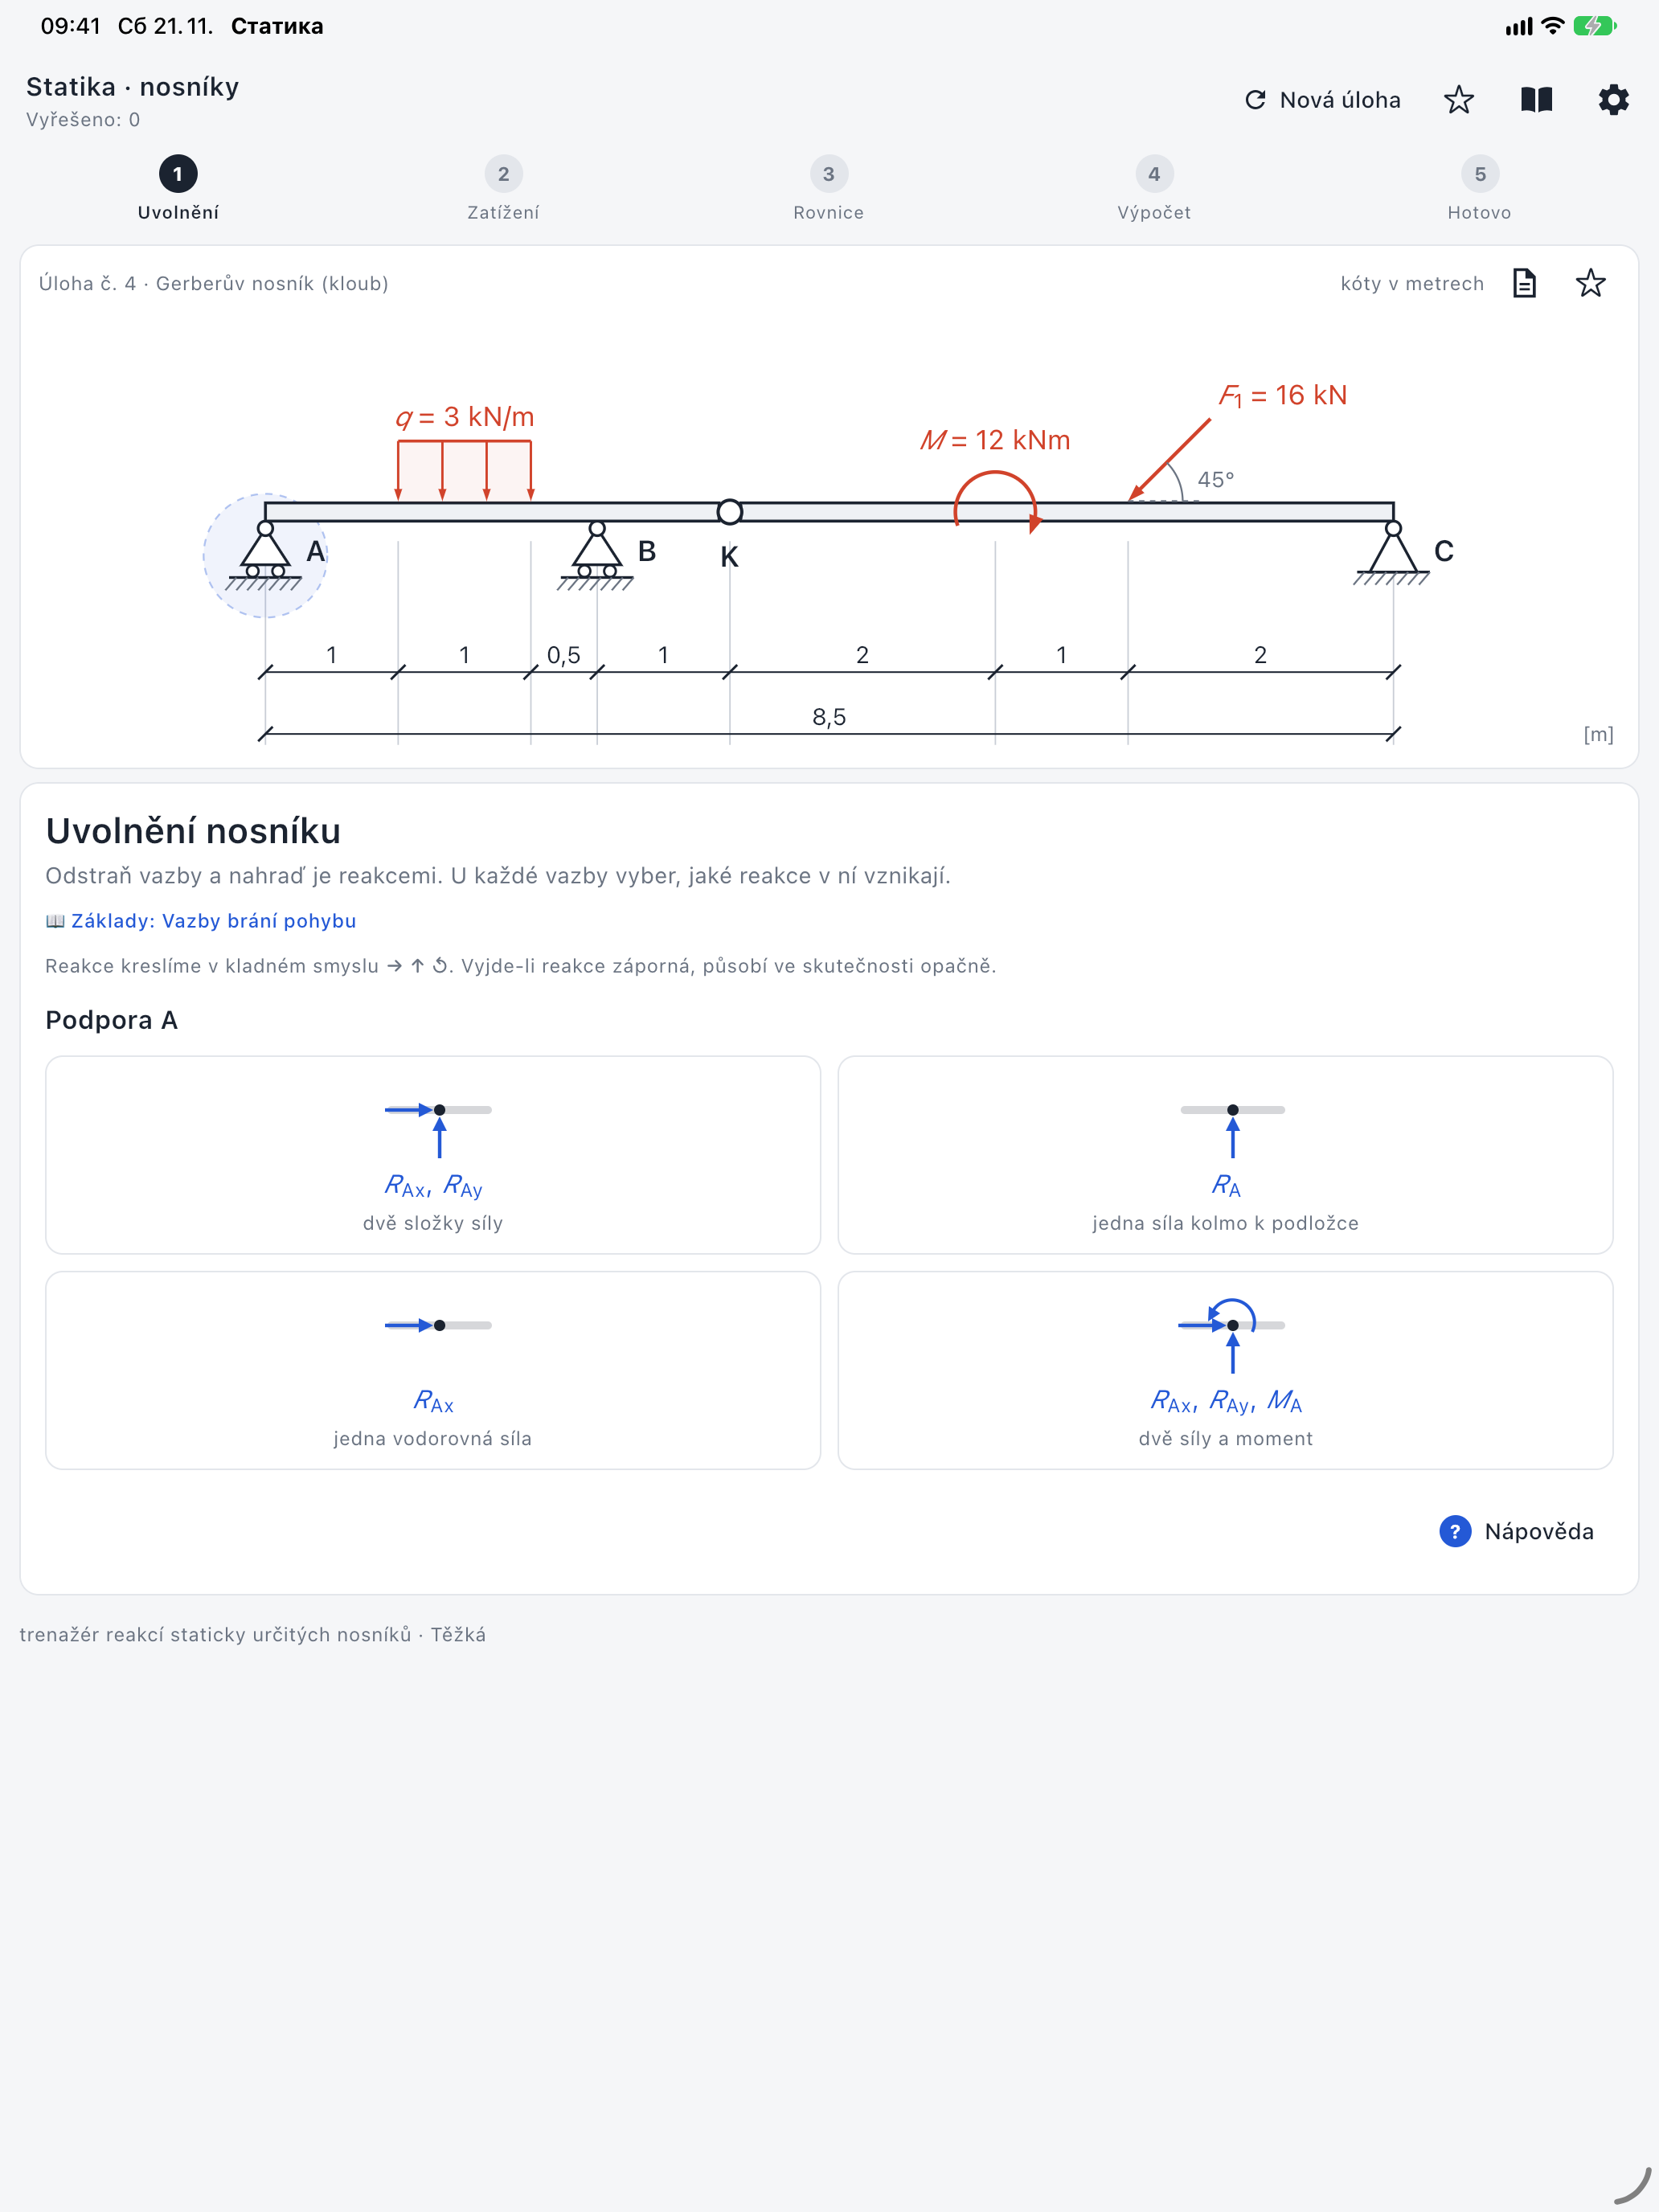 09:41 Сб 21.11. Статика
Statika · nosníky
Vyřešeno: 0
Nová úloha
1 2 3 4 5
Uvolnění Zatížení Rovnice Výpočet Hotovo
Úloha č. 4 · Gerberův nosník (kloub)
kóty v metrech
F1 = 16 kN
q = 3 kN/m
M = 12 kNm
45°
A B K C
1 1 0,5 1 2 1 2
8,5
[m]
Uvolnění nosníku
Odstraň vazby a nahraď je reakcemi. U každé vazby vyber, jaké reakce v ní vznikají.
Základy: Vazby brání pohybu
Reakce kreslíme v kladném smyslu → ↑ ↺. Vyjde-li reakce záporná, působí ve skutečnosti opačně.
Podpora A
RAx, RAy
dvě složky síly
RA
jedna síla kolmo k podložce
RAx
jedna vodorovná síla
RAx, RAy, MA
dvě síly a moment
? Nápověda
trenažér reakcí staticky určitých nosníků · Těžká